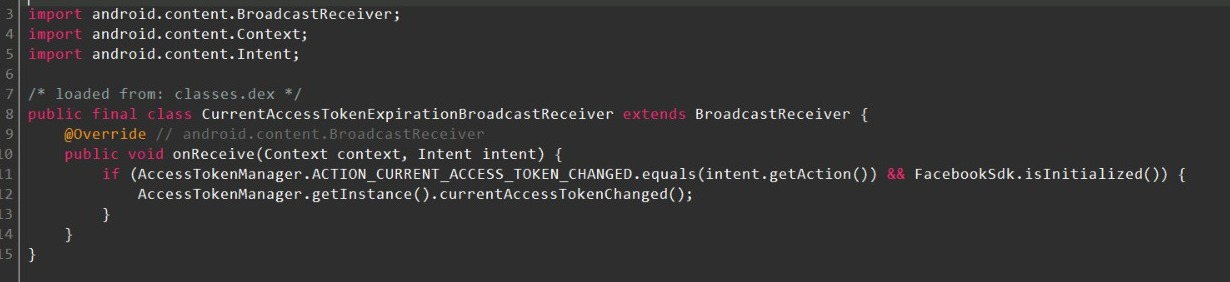 3 import android.content.BroadcastReceiver;
4 import android.content.Context;
5 import android.content.Intent;
6
7 /* loaded from: classes.dex */
8 public final class CurrentAccessTokenExpirationBroadcastReceiver extends BroadcastReceiver {
9 @Override // android.content.BroadcastReceiver
10 public void onReceive(Context context, Intent intent) {
11 if (AccessTokenManager.ACTION_CURRENT_ACCESS_TOKEN_CHANGED.equals(intent.getAction()) && FacebookSdk.isInitialized()) {
12 AccessTokenManager.getInstance().currentAccessTokenChanged();
13 }
14 }
15 }